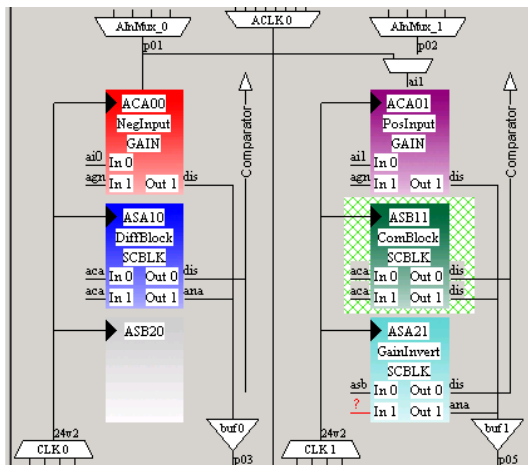 AInMux_0
ACLK 0
AInMux_1
p01
p02
ai1
ACA00
NegInput
GAIN
ai0 In 0
agn In 1 Out 1 dis
Comparator
ACA01
PosInput
GAIN
ai1 In 0
agn In 1 Out 1 dis
Comparator
ASA10
DiffBlock
SCBLK
aca In 0 Out 0 dis
aca In 1 Out 1 ana
ASB11
ComBlock
SCBLK
aca In 0 Out 0 dis
aca In 1 Out 1 dis
ASB20
ASA21
GainInvert
SCBLK
asb In 0 Out 0 dis
? In 1 Out 1 ana
24v2
CLK 0
buf0
p03
24v2
CLK 1
buf1
p05